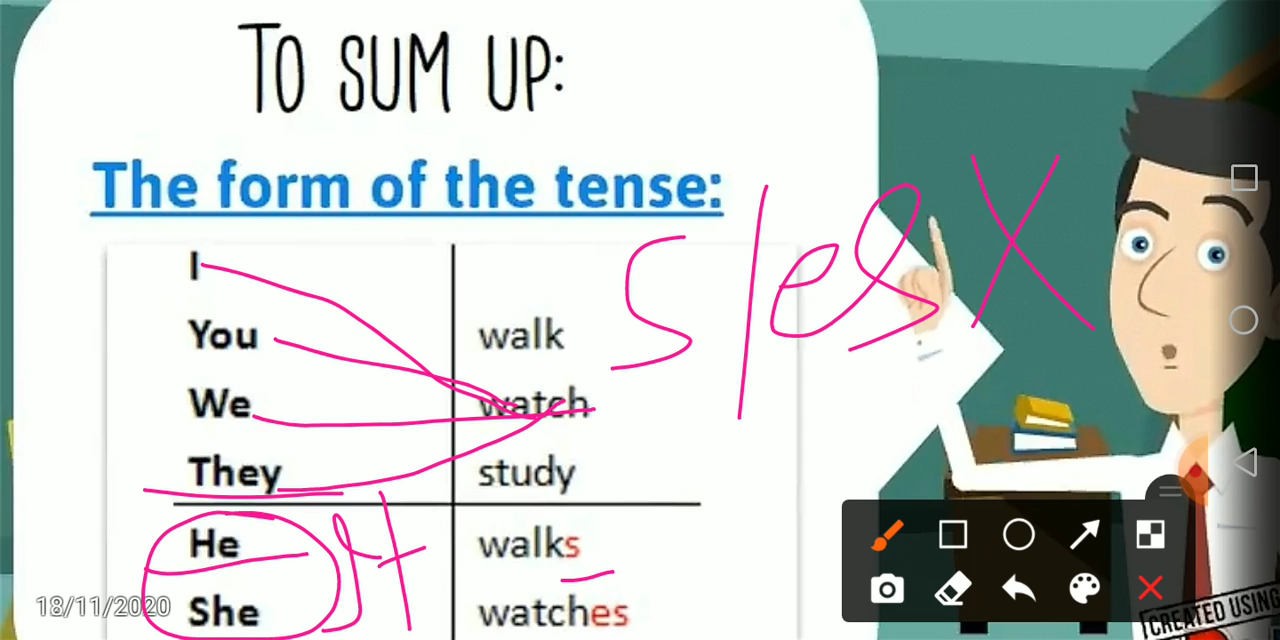 TO SUM UP:
The form of the tense:
I
You walk
We watch
They study
s/es X
He walks
It
She watches
18/11/2020
CREATED USING